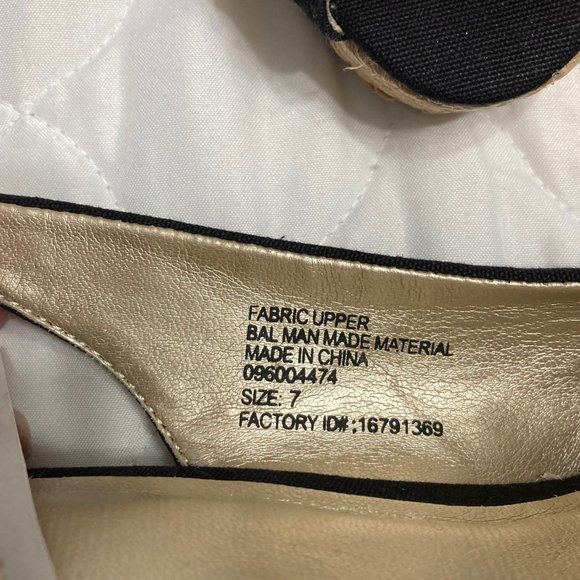 FABRIC UPPER
BAL MAN MADE MATERIAL
MADE IN CHINA
096004474
SIZE: 7
FACTORY ID#:16791369